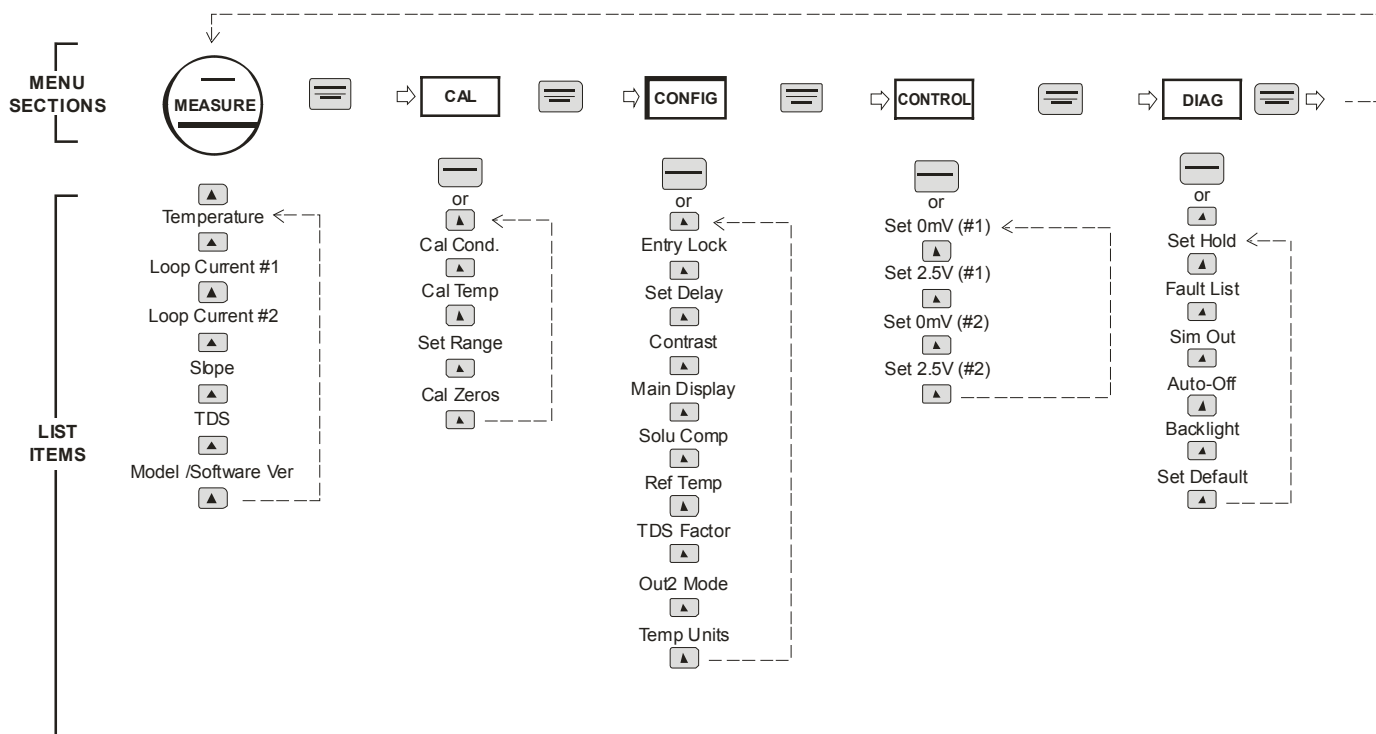 MENU
SECTIONS
MEASURE
CAL
CONFIG
CONTROL
DIAG
LIST
ITEMS
Temperature
Loop Current #1
Loop Current #2
Slope
TDS
Model /Software Ver
or
Cal Cond.
Cal Temp
Set Range
Cal Zeros
or
Entry Lock
Set Delay
Contrast
Main Display
Solu Comp
Ref Temp
TDS Factor
Out2 Mode
Temp Units
or
Set 0mV (#1)
Set 2.5V (#1)
Set 0mV (#2)
Set 2.5V (#2)
or
Set Hold
Fault List
Sim Out
Auto-Off
Backlight
Set Default